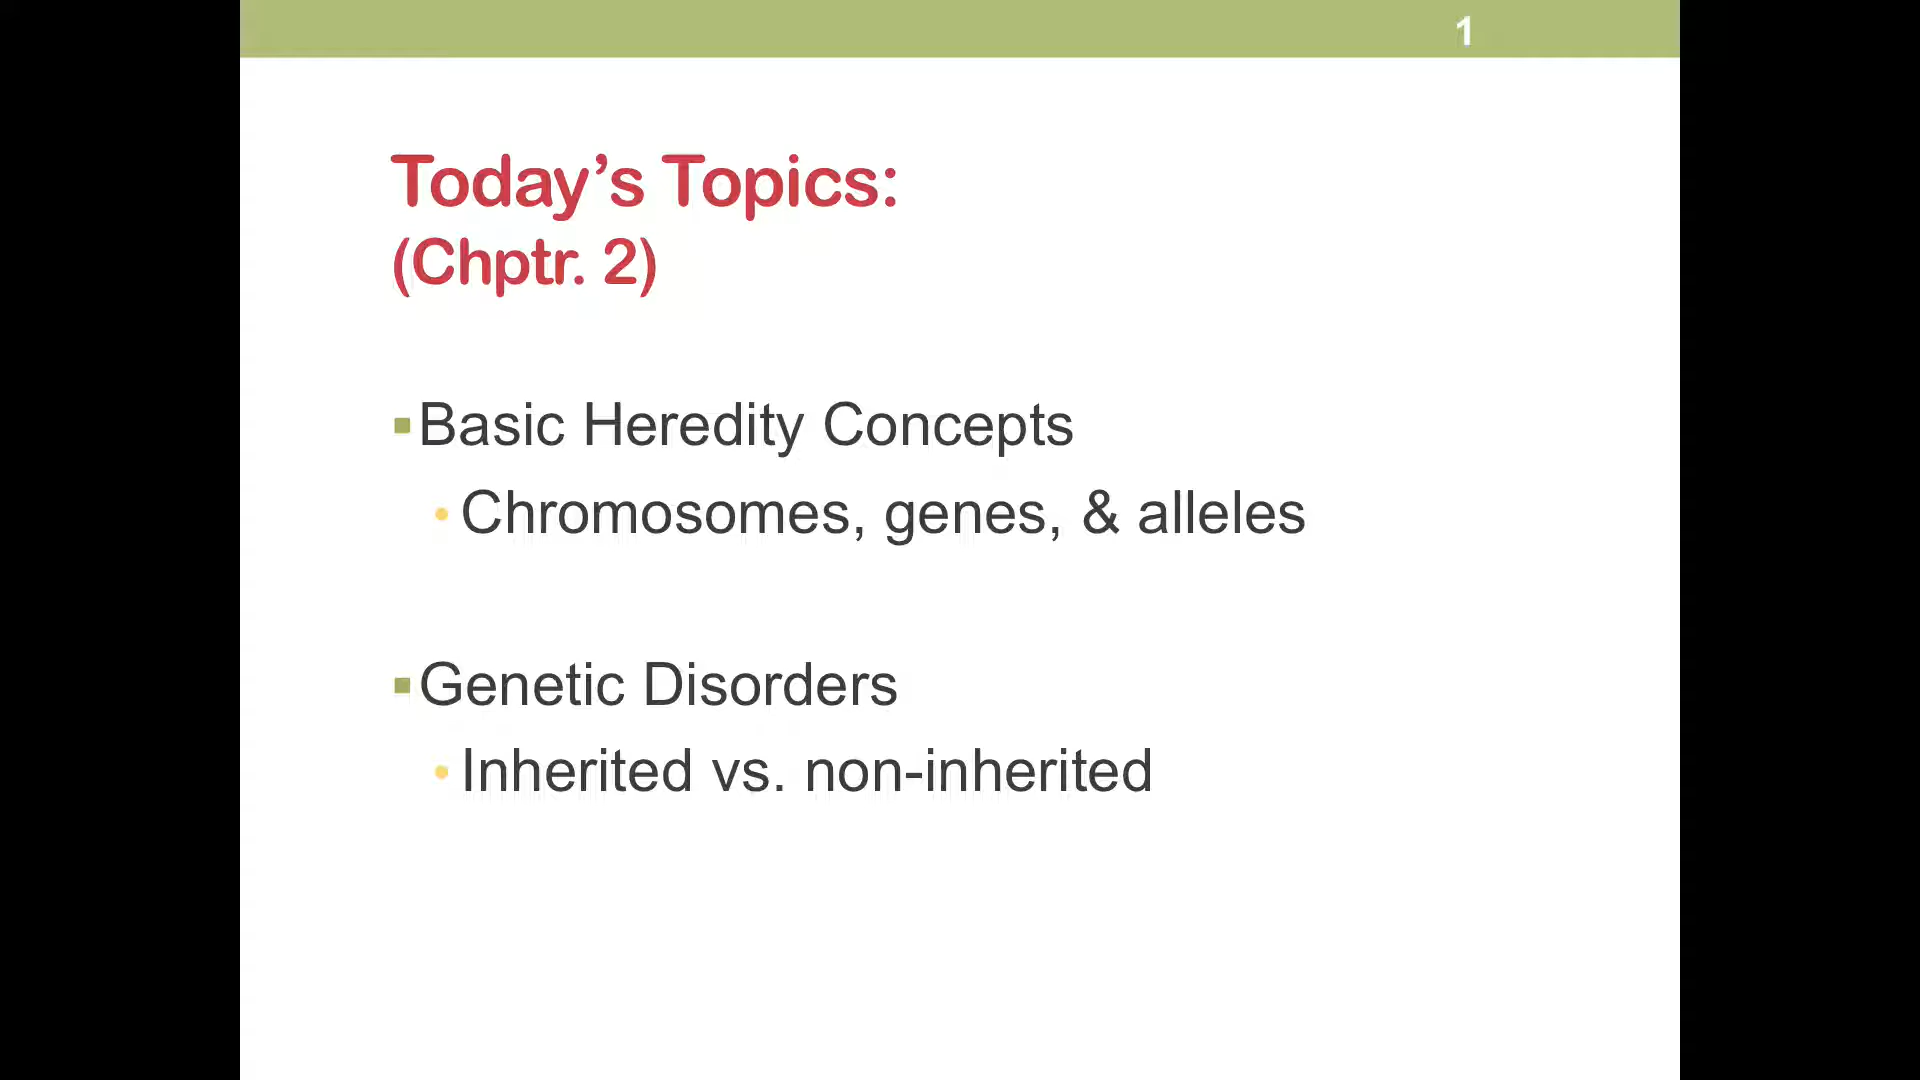 1
Today’s Topics:
(Chptr. 2)
Basic Heredity Concepts
Chromosomes, genes, & alleles
Genetic Disorders
Inherited vs. non-inherited